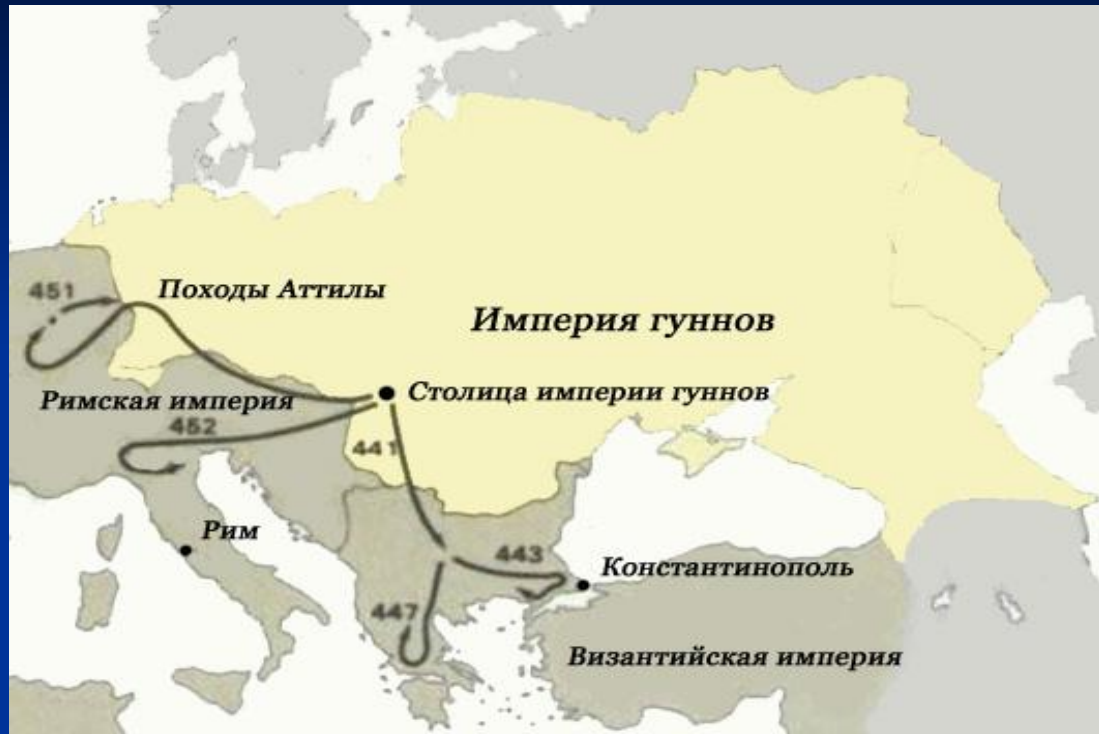 451
Походы Аттилы
Империя гуннов
Столица империи гуннов
Римская империя
452
441
Рим
443
Константинополь
447
Византийская империя